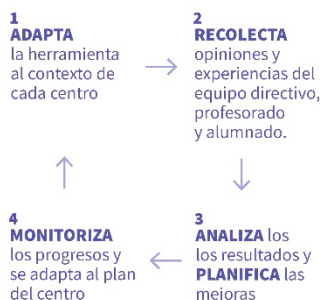 1
ADAPTA
la herramienta
al contexto de
cada centro
2
RECOLECTA
opiniones y
experiencias del
equipo directivo,
profesorado
y alumnado.
3
ANALIZA los
los resultados y
PLANIFICA las
mejoras
4
MONITORIZA
los progresos y
se adapta al plan
del centro